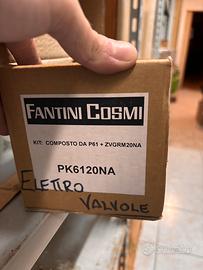 FANTINI COSMI
KIT: COMPOSTO DA P61 + ZVGRM20NA
PK6120NA
ELETTRO
VALVOLE